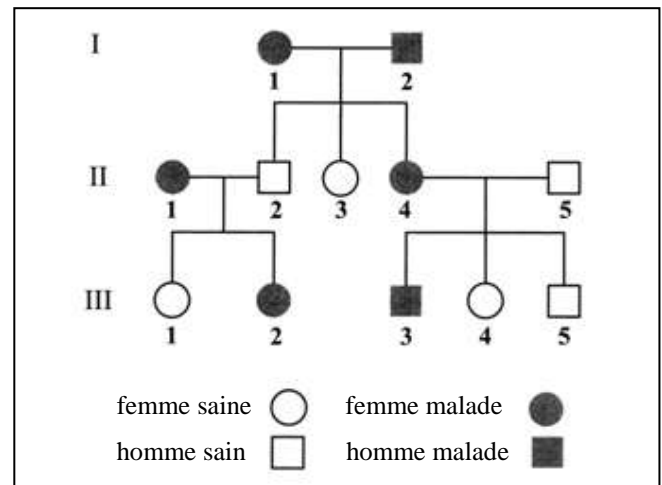 I
1 2
II
1 2 3 4 5
III
1 2 3 4 5
femme saine femme malade
homme sain homme malade